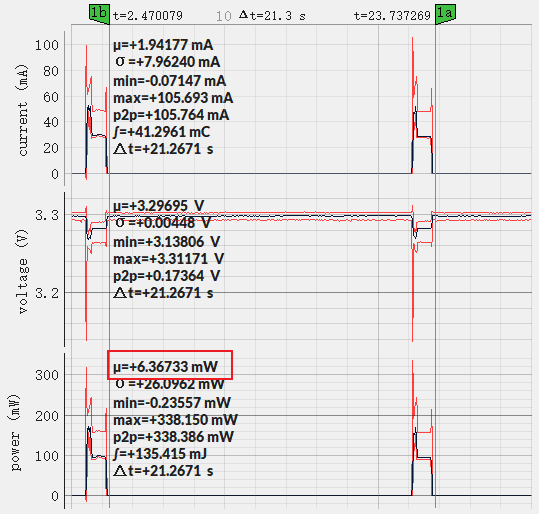 1b t=2.470079 10 Δt=21.3 s t=23.737269 1a
current (mA)
100
80
60
40
20
0
μ=+1.94177 mA
σ=+7.96240 mA
min=-0.07147 mA
max=+105.693 mA
p2p=+105.764 mA
∫=+41.2961 mC
Δt=+21.2671 s
voltage (V)
3.3
3.2
μ=+3.29695 V
σ=+0.00448 V
min=+3.13806 V
max=+3.31171 V
p2p=+0.17364 V
Δt=+21.2671 s
power (mW)
300
200
100
0
μ=+6.36733 mW
σ=+26.0962 mW
min=-0.23557 mW
max=+338.150 mW
p2p=+338.386 mW
∫=+135.415 mJ
Δt=+21.2671 s